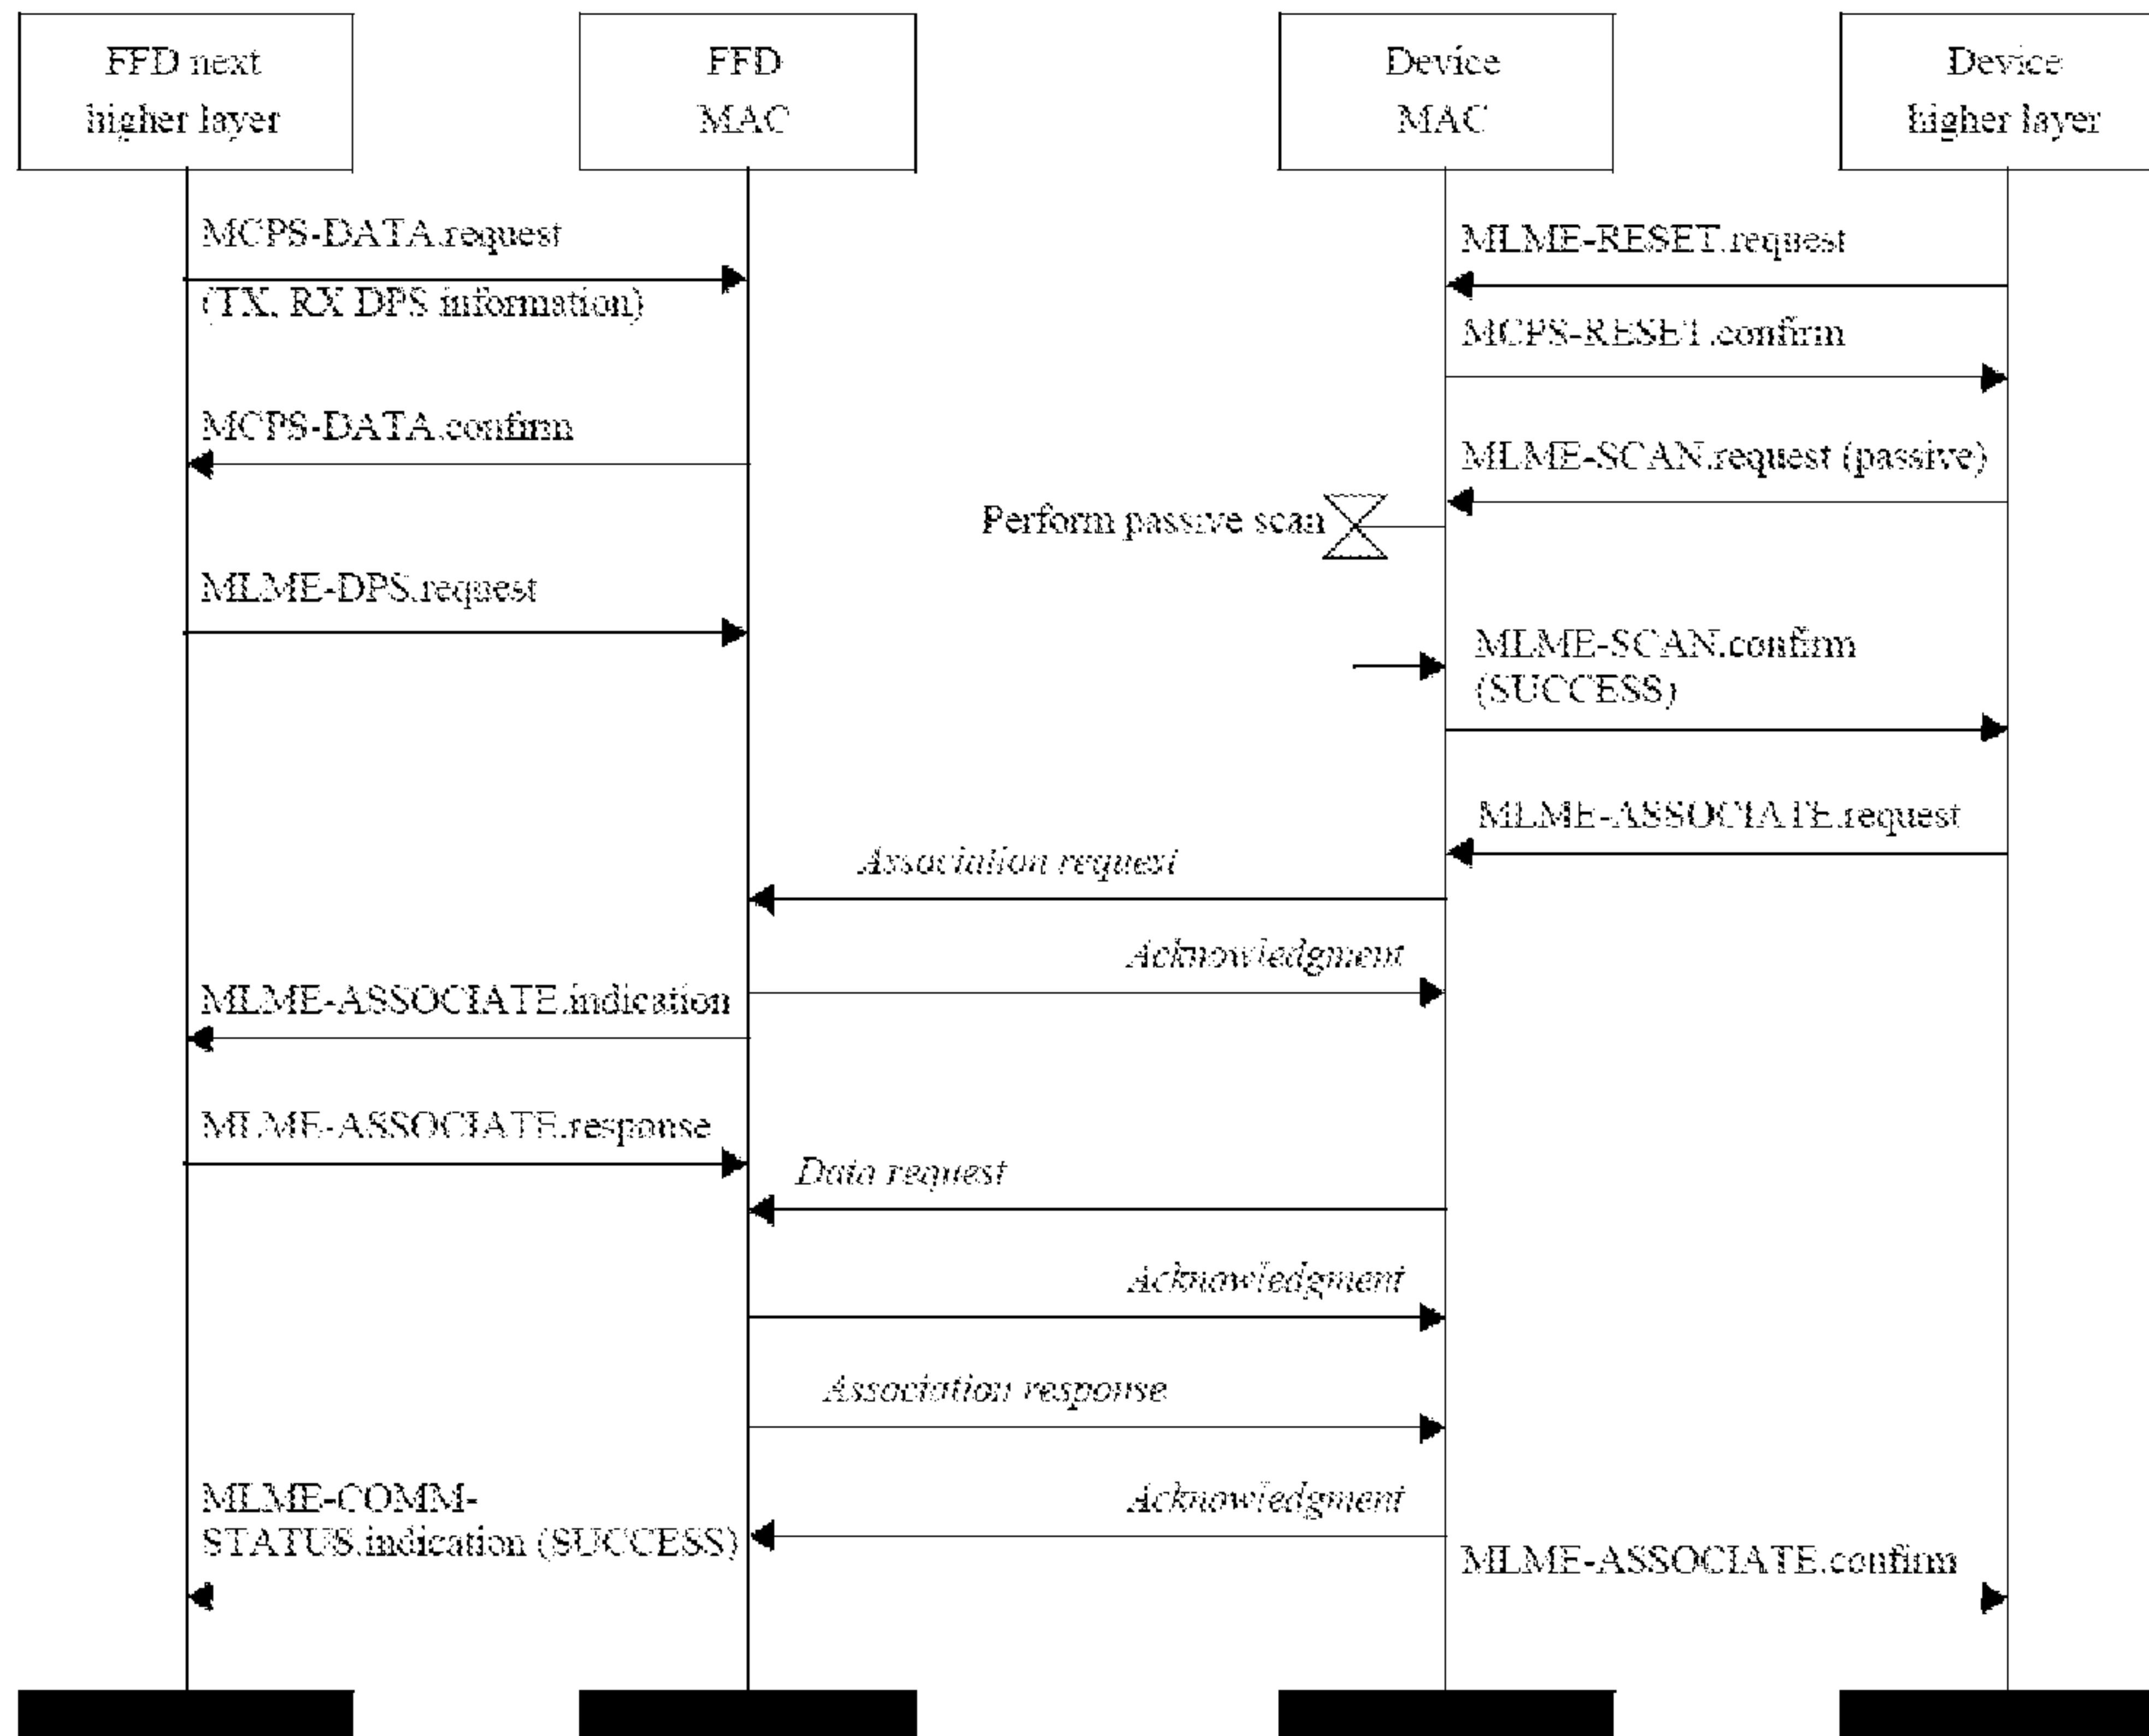 FFD next
higher layer
FFD
MAC
Device
MAC
Device
higher layer
MCPS-DATA.request
(TX, RX DPS information)
MLME-RESET.request
MCPS-RESET.confirm
MCPS-DATA.confirm
MLME-SCAN.request (passive)
Perform passive scan
MLME-DPS.request
MLME-SCAN.confirm
(SUCCESS)
MLME-ASSOCIATE.request
Association request
Acknowledgment
MLME-ASSOCIATE.indication
MLME-ASSOCIATE.response
Data request
Acknowledgment
Association response
Acknowledgment
MLME-COMM-
STATUS.indication (SUCCESS)
MLME-ASSOCIATE.confirm